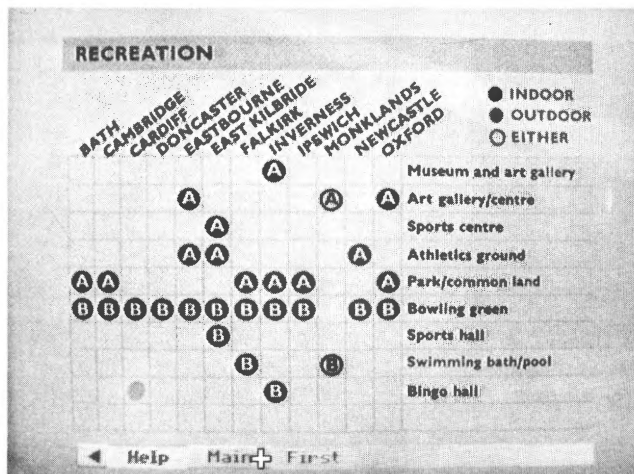 RECREATION
BATH
CAMBRIDGE
CARDIFF
DONCASTER
EASTBOURNE
EAST KILBRIDE
FALKIRK
INVERNESS
IPSWICH
MONKLANDS
NEWCASTLE
OXFORD
INDOOR
OUTDOOR
EITHER
A Museum and art gallery
A A A Art gallery/centre
A Sports centre
A A A Athletics ground
A A A A A A Park/common land
B B B B B B B B B B B Bowling green
B Sports hall
B B Swimming bath/pool
B Bingo hall
Help Main First